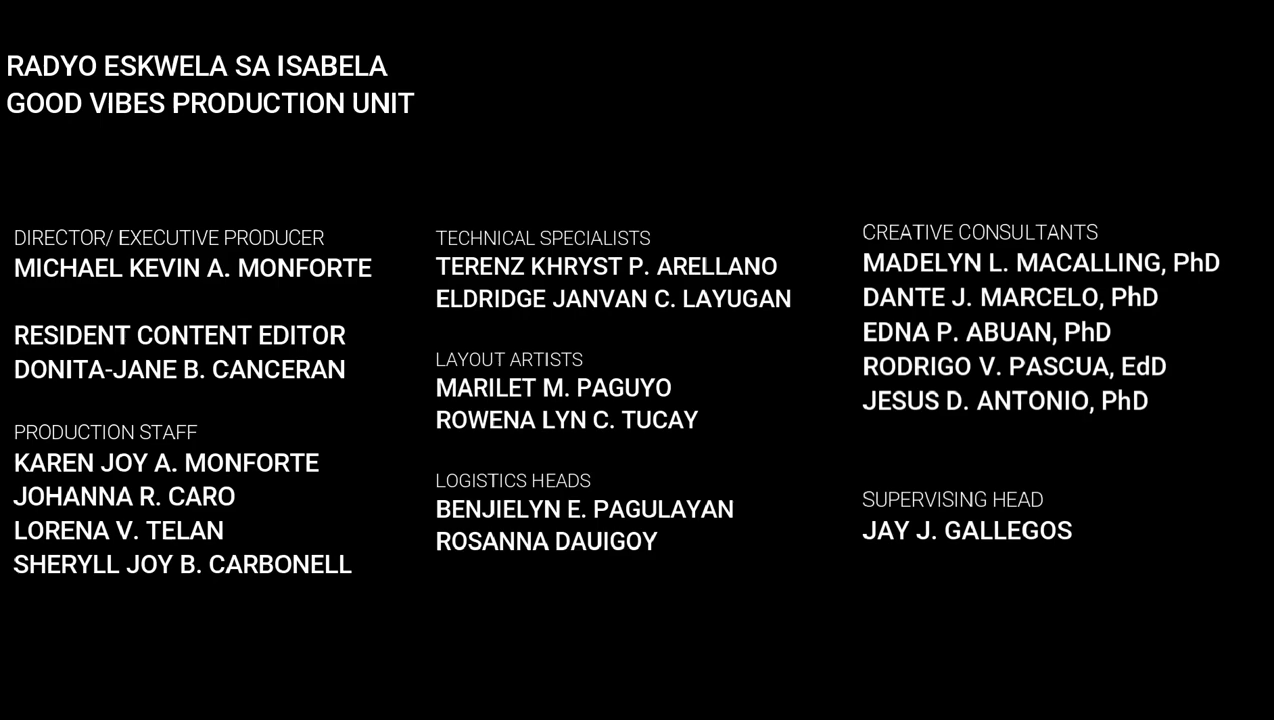 RADYO ESKWELA SA ISABELA
GOOD VIBES PRODUCTION UNIT
DIRECTOR/ EXECUTIVE PRODUCER
MICHAEL KEVIN A. MONFORTE
RESIDENT CONTENT EDITOR
DONITA-JANE B. CANCERAN
PRODUCTION STAFF
KAREN JOY A. MONFORTE
JOHANNA R. CARO
LORENA V. TELAN
SHERYLL JOY B. CARBONELL
TECHNICAL SPECIALISTS
TERENZ KHRYST P. ARELLANO
ELDRIDGE JANVAN C. LAYUGAN
LAYOUT ARTISTS
MARILET M. PAGUYO
ROWENA LYN C. TUCAY
LOGISTICS HEADS
BENJIELYN E. PAGULAYAN
ROSANNA DAUIGOY
CREATIVE CONSULTANTS
MADELYN L. MACALLING, PhD
DANTE J. MARCELO, PhD
EDNA P. ABUAN, PhD
RODRIGO V. PASCUA, EdD
JESUS D. ANTONIO, PhD
SUPERVISING HEAD
JAY J. GALLEGOS